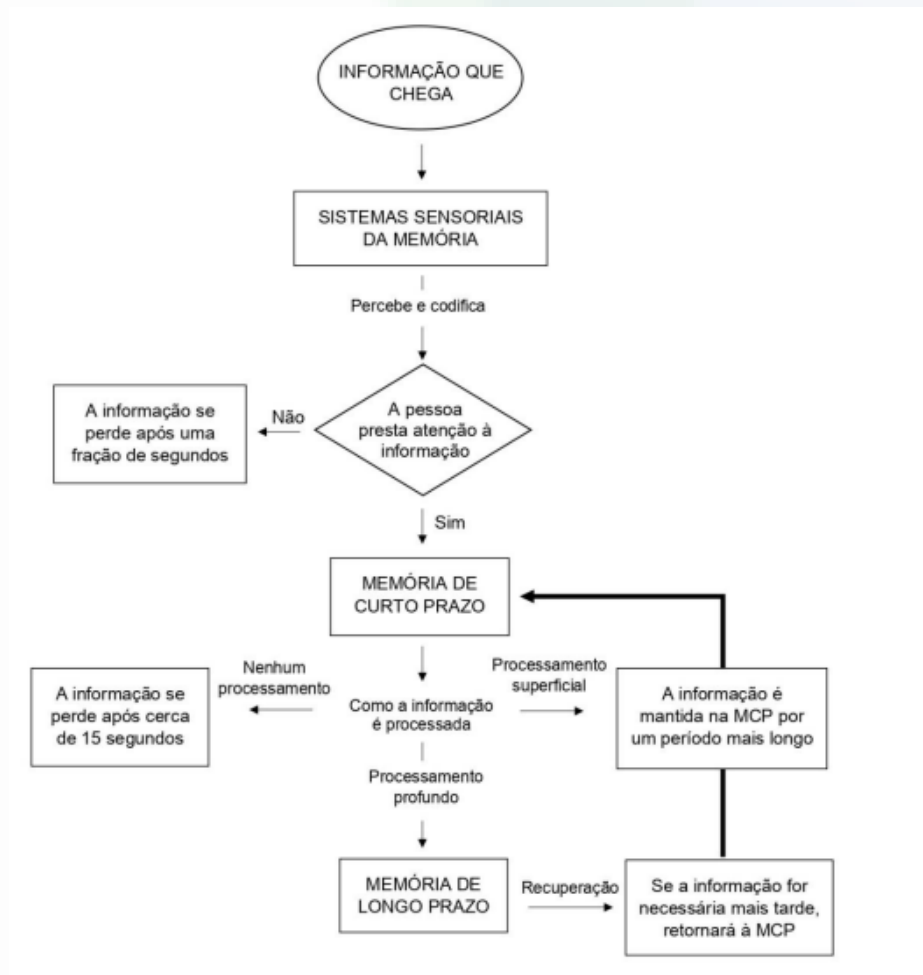 INFORMAÇÃO QUE
CHEGA
SISTEMAS SENSORIAIS
DA MEMÓRIA
Percebe e codifica
A pessoa
presta atenção à
informação
Não
A informação se
perde após uma
fração de segundos
Sim
MEMÓRIA DE
CURTO PRAZO
Como a informação
é processada
Nenhum
processamento
A informação se
perde após cerca
de 15 segundos
Processamento
superficial
A informação é
mantida na MCP por
um período mais longo
Processamento
profundo
MEMÓRIA DE
LONGO PRAZO
Recuperação
Se a informação for
necessária mais tarde,
retornará à MCP